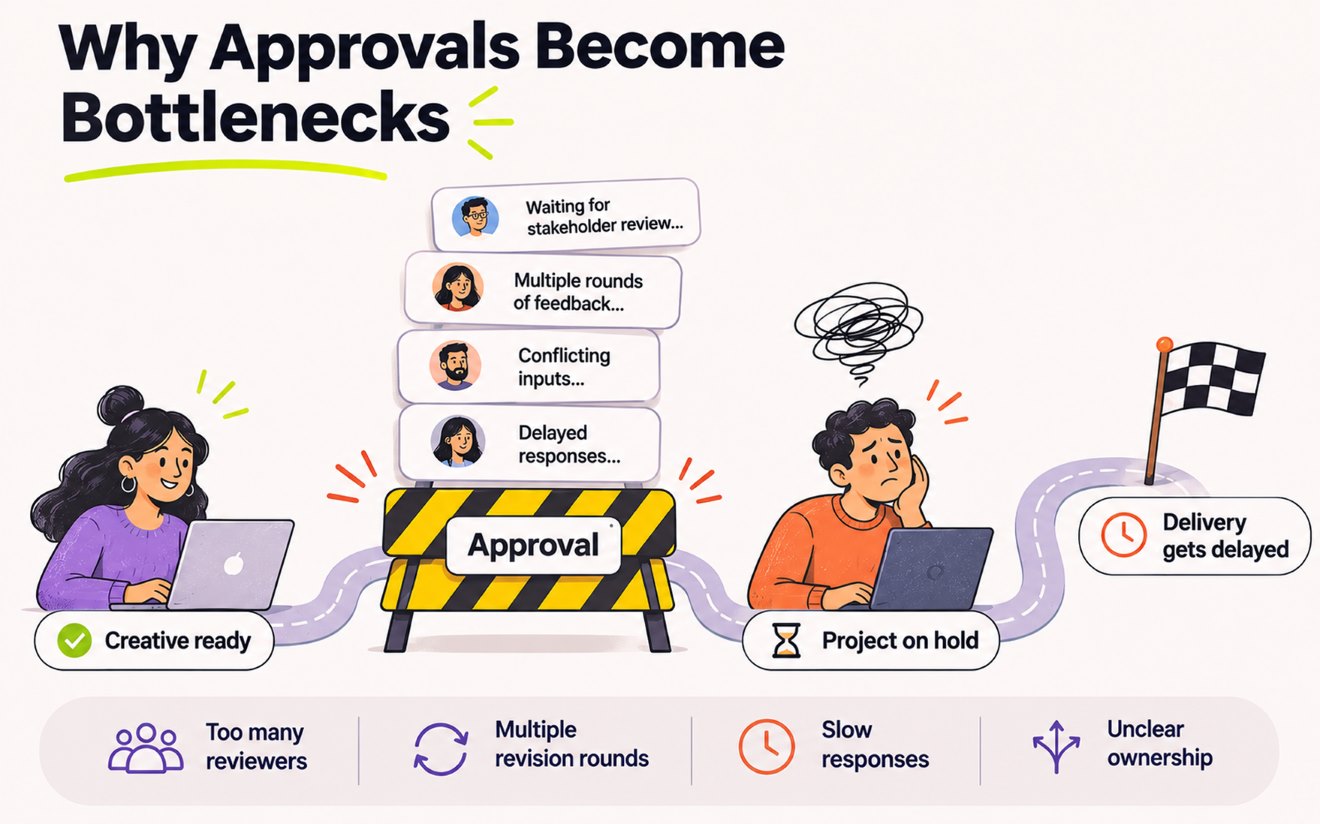 Why Approvals Become
Bottlenecks
Waiting for
stakeholder review...
Multiple rounds
of feedback...
Conflicting
inputs...
Delayed
responses...
Approval
Creative ready
Project on hold
Delivery
gets delayed
Too many
reviewers
Multiple
revision rounds
Slow
responses
Unclear
ownership